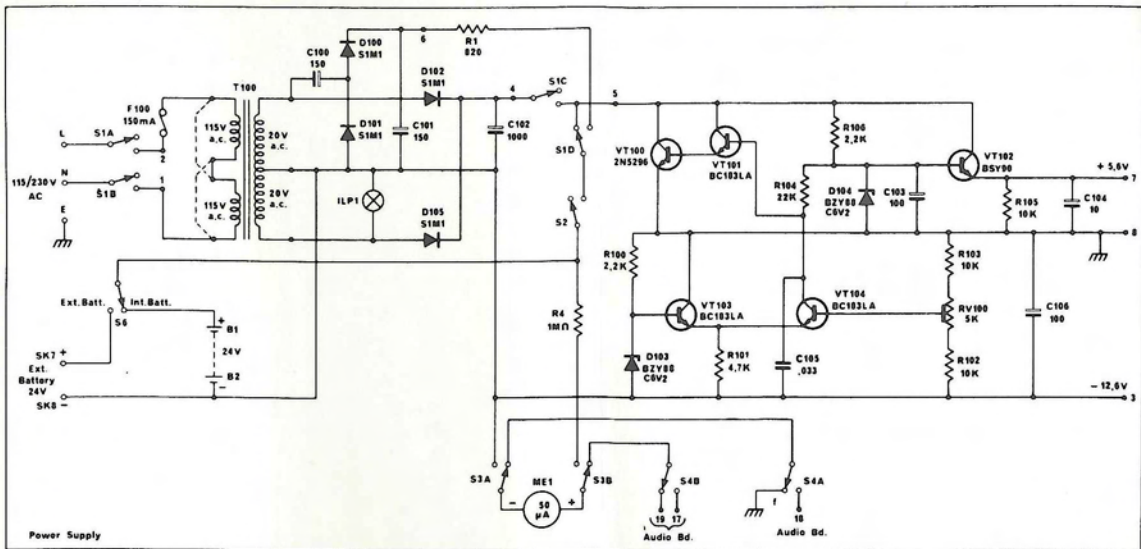 L
N
115/230V
AC
E
S1A
S1B
F100
150mA
2
1
115V
a.c.
115V
a.c.
T100
20V
a.c.
20V
a.c.
C100
150
D100
S1M1
D101
S1M1
D102
S1M1
D105
S1M1
ILP1
C101
150
6
R1
820
C102
1000
4
S1C
5
S1D
S2
VT100
2N5296
VT101
BC183LA
R106
2,2K
R104
22K
D104
BZY88
C6V2
C103
100
VT102
BSY90
R105
10K
C104
10
+ 5,6V
7
8
R100
2,2K
VT103
BC183LA
VT104
BC183LA
R103
10K
RV100
5K
R102
10K
C106
100
D103
BZY88
C6V2
R101
4,7K
C105
,033
- 12,6V
3
Ext.Batt.
Int.Batt.
S6
B1
+
24V
B2
-
SK7 +
Ext.
Battery
24V
SK8 -
R4
1MΩ
S3A
ME1
-
50
µA
+
S3B
S4B
19 17
Audio Bd.
S4A
f
18
Audio Bd.
Power Supply